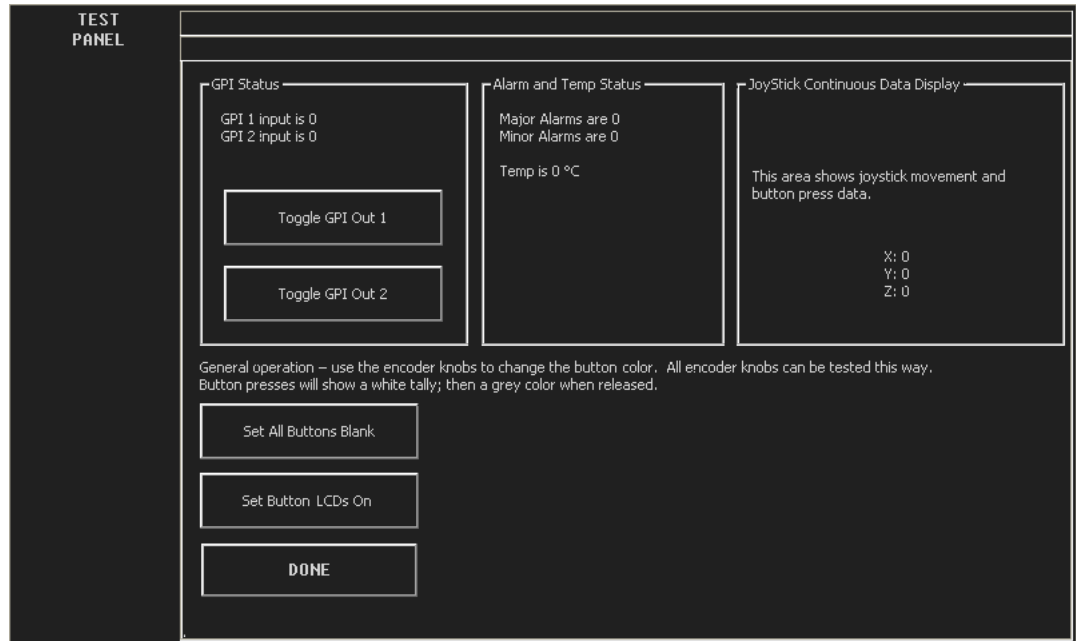 TEST
PANEL
GPI Status
GPI 1 input is 0
GPI 2 input is 0
Toggle GPI Out 1
Toggle GPI Out 2
Alarm and Temp Status
Major Alarms are 0
Minor Alarms are 0
Temp is 0 °C
JoyStick Continuous Data Display
This area shows joystick movement and
button press data.
X: 0
Y: 0
Z: 0
General operation – use the encoder knobs to change the button color.  All encoder knobs can be tested this way.
Button presses will show a white tally; then a grey color when released.
Set All Buttons Blank
Set Button LCDs On
DONE